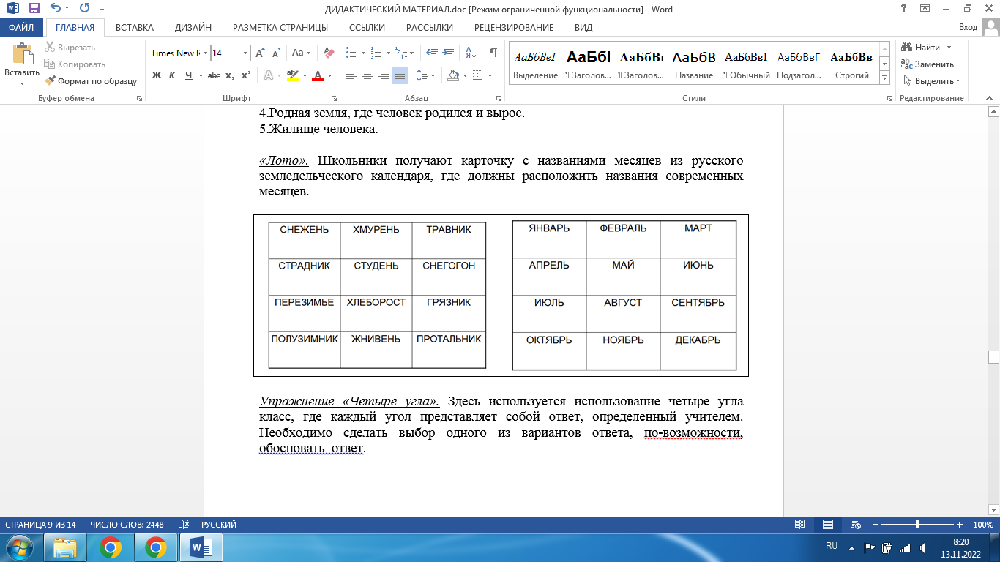 ДИДАКТИЧЕСКИЙ МАТЕРИАЛ.doc [Режим ограниченной функциональности] - Word
ФАЙЛ ГЛАВНАЯ ВСТАВКА ДИЗАЙН РАЗМЕТКА СТРАНИЦЫ ССЫЛКИ РАССЫЛКИ РЕЦЕНЗИРОВАНИЕ ВИД Вход
Вставить
Вырезать
Копировать
Формат по образцу
Буфер обмена
Times New R 14
Ж К Ч abc x₂ x²
Шрифт
Абзац
АаБбВгІ АаБбІ АаБбВı АаБбВ АаБбВгІ АаБбВвГ АаБбВвı
Выделение ¶ Заголов... ¶ Заголов... Название ¶ Обычный Подзагол... Строгий
Стили
Найти
Заменить
Выделить
Редактирование
4.Родная земля, где человек родился и вырос.
5.Жилище человека.
«Лото». Школьники получают карточку с названиями месяцев из русского
земледельческого календаря, где должны расположить названия современных
месяцев.
СНЕЖЕНЬ ХМУРЕНЬ ТРАВНИК
СТРАДНИК СТУДЕНЬ СНЕГОГОН
ПЕРЕЗИМЬЕ ХЛЕБОРОСТ ГРЯЗНИК
ПОЛУЗИМНИК ЖНИВЕНЬ ПРОТАЛЬНИК
ЯНВАРЬ ФЕВРАЛЬ МАРТ
АПРЕЛЬ МАЙ ИЮНЬ
ИЮЛЬ АВГУСТ СЕНТЯБРЬ
ОКТЯБРЬ НОЯБРЬ ДЕКАБРЬ
Упражнение «Четыре угла». Здесь используется использование четыре угла
класс, где каждый угол представляет собой ответ, определенный учителем.
Необходимо сделать выбор одного из вариантов ответа, по-возможности,
обосновать ответ.
СТРАНИЦА 9 ИЗ 14 ЧИСЛО СЛОВ: 2448 РУССКИЙ 100%
RU 8:20
13.11.2022